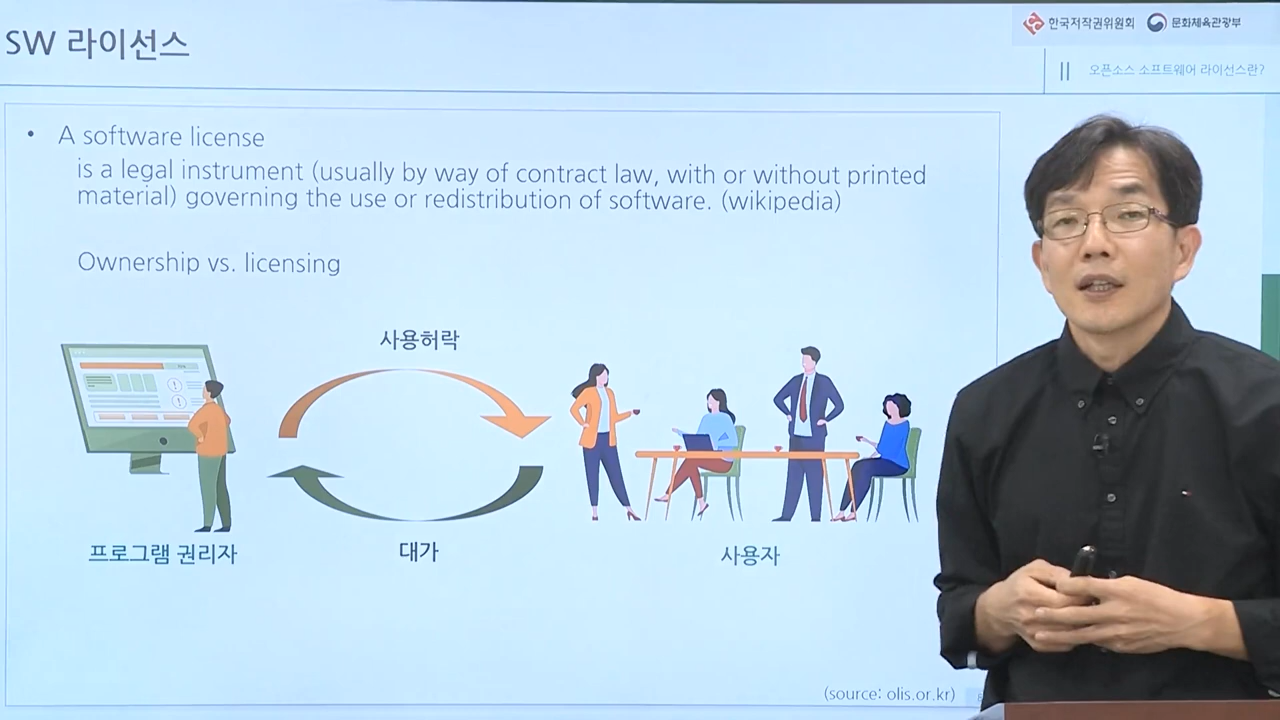 SW 라이선스
한국저작권위원회 문화체육관광부
오픈소스 소프트웨어 라이선스란?
• A software license
is a legal instrument (usually by way of contract law, with or without printed
material) governing the use or redistribution of software. (wikipedia)
Ownership vs. licensing
사용허락
프로그램 권리자
대가
사용자
(source: olis.or.kr)